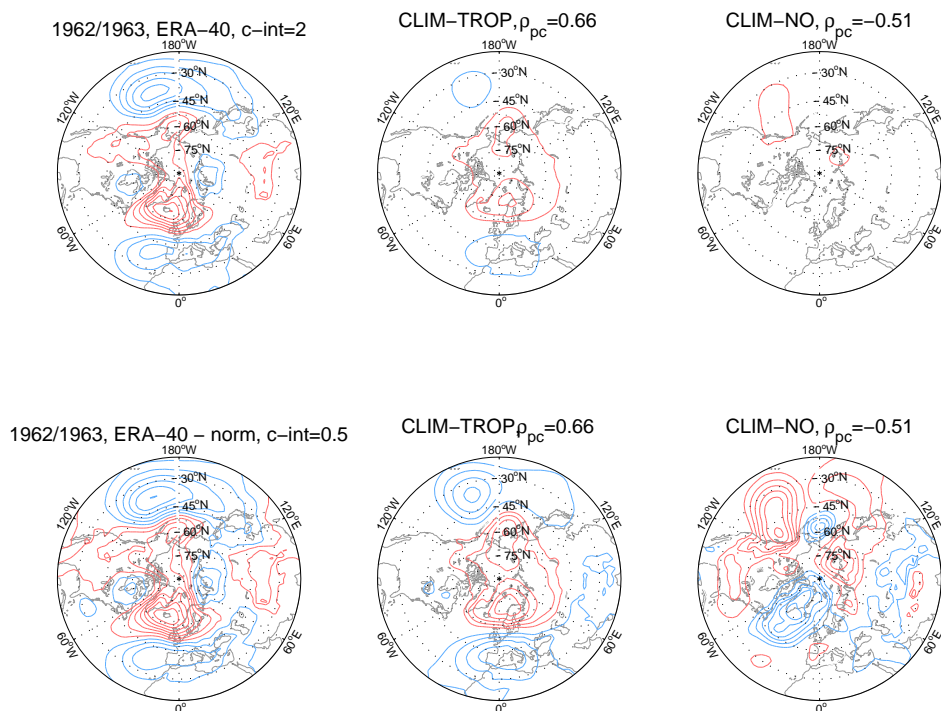 1962/1963, ERA−40, c−int=2
CLIM−TROP, ρpc=0.66
CLIM−NO, ρpc=−0.51
180°W
180°W
180°W
30°N
30°N
30°N
120°W
45°N
120°E
120°W
45°N
120°E
120°W
45°N
120°E
60°N
60°N
60°N
75°N
75°N
75°N
60°W
60°E
60°W
60°E
60°W
60°E
0°
0°
0°
1962/1963, ERA−40 − norm, c−int=0.5
CLIM−TROP,ρpc=0.66
CLIM−NO, ρpc=−0.51
180°W
180°W
180°W
30°N
30°N
30°N
120°W
45°N
120°E
120°W
45°N
120°E
120°W
45°N
120°E
60°N
60°N
60°N
75°N
75°N
75°N
60°W
60°E
60°W
60°E
60°W
60°E
0°
0°
0°